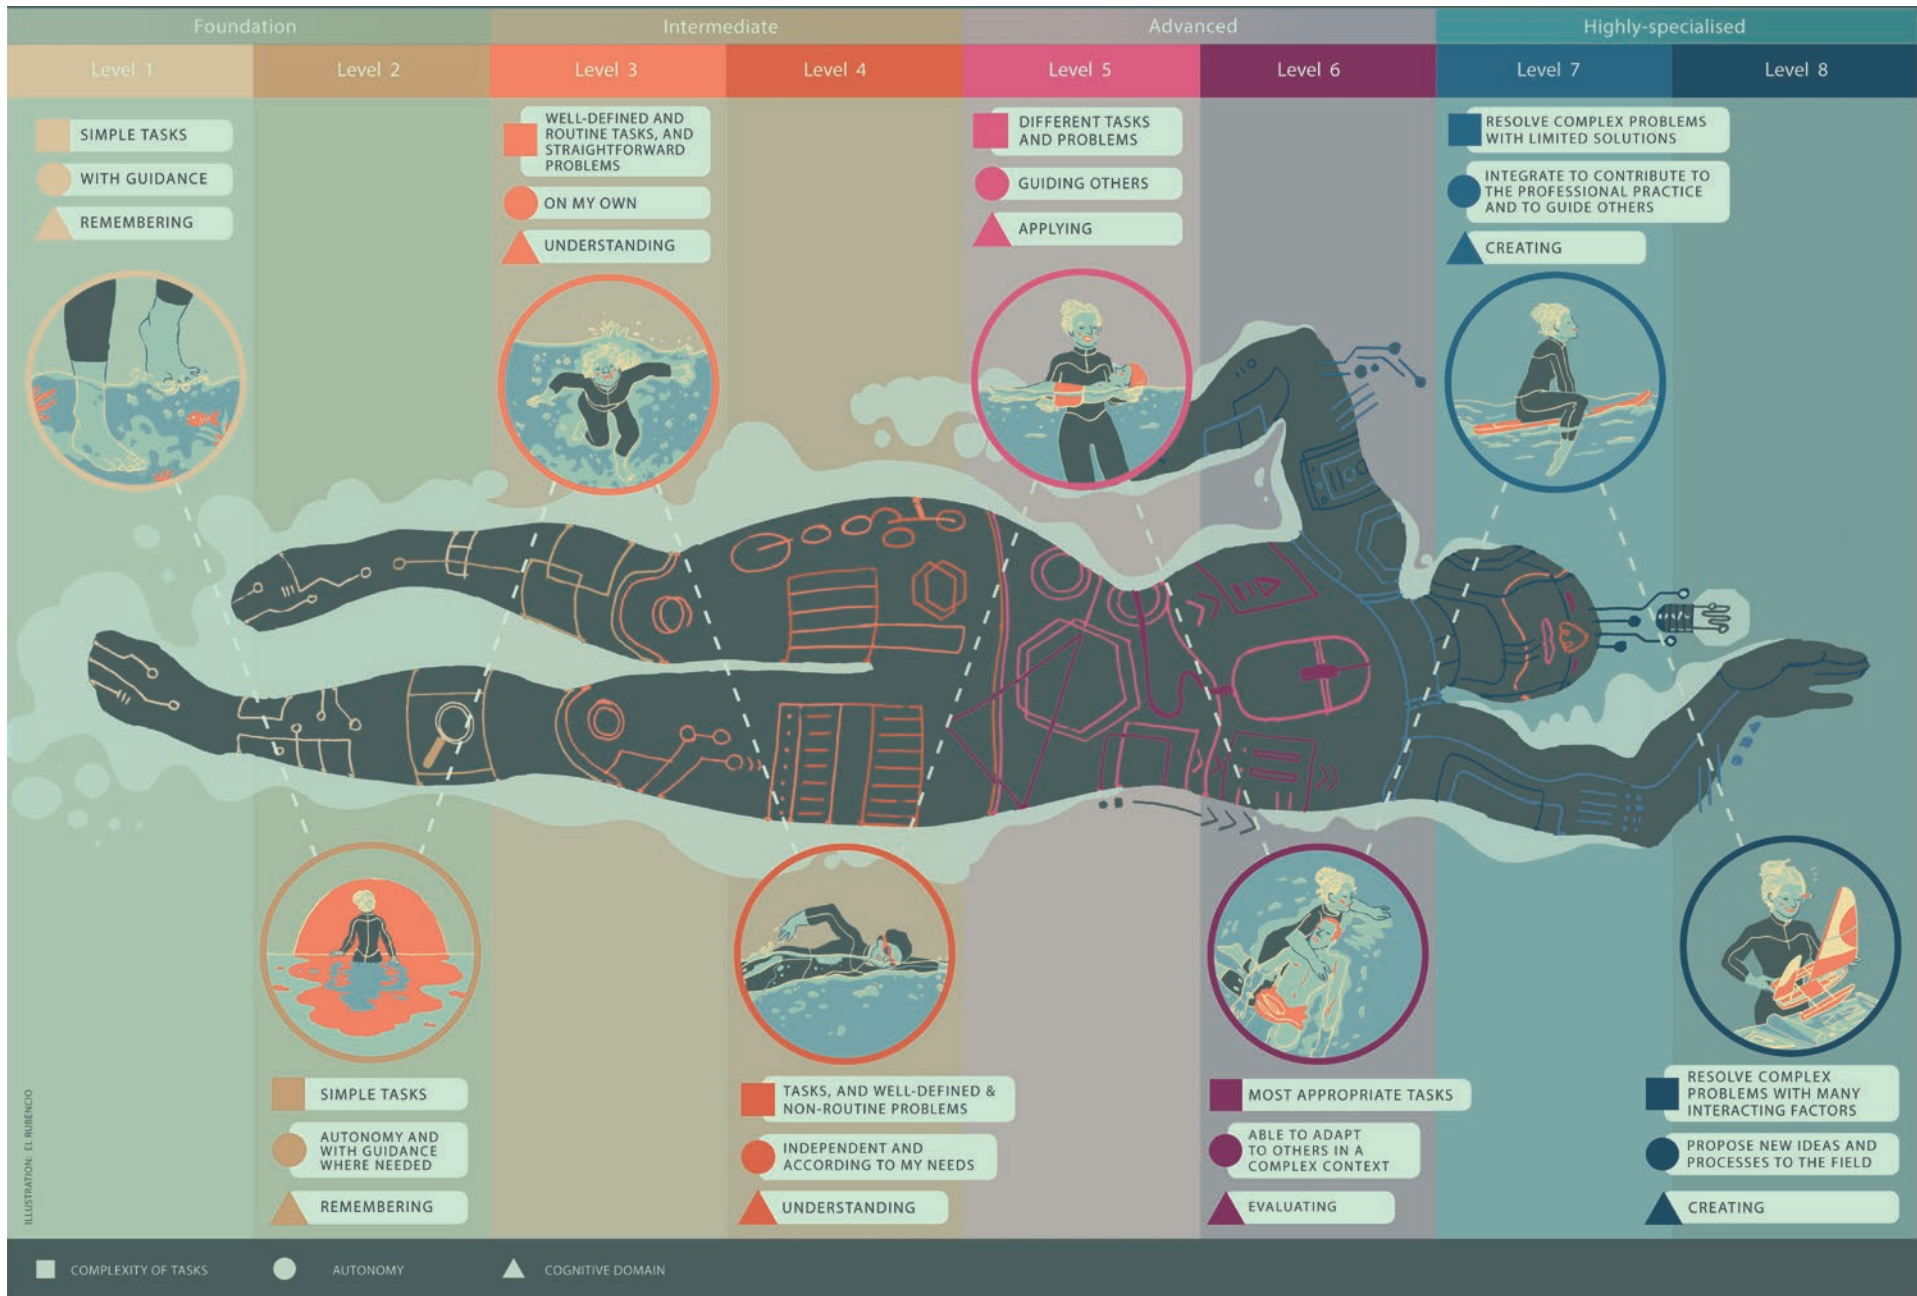 Foundation
Intermediate
Advanced
Highly-specialised
Level 1
Level 2
Level 3
Level 4
Level 5
Level 6
Level 7
Level 8
SIMPLE TASKS
WITH GUIDANCE
REMEMBERING
WELL-DEFINED AND
ROUTINE TASKS, AND
STRAIGHTFORWARD
PROBLEMS
ON MY OWN
UNDERSTANDING
DIFFERENT TASKS
AND PROBLEMS
GUIDING OTHERS
APPLYING
RESOLVE COMPLEX PROBLEMS
WITH LIMITED SOLUTIONS
INTEGRATE TO CONTRIBUTE TO
THE PROFESSIONAL PRACTICE
AND TO GUIDE OTHERS
CREATING
SIMPLE TASKS
AUTONOMY AND
WITH GUIDANCE
WHERE NEEDED
REMEMBERING
TASKS, AND WELL-DEFINED &
NON-ROUTINE PROBLEMS
INDEPENDENT AND
ACCORDING TO MY NEEDS
UNDERSTANDING
MOST APPROPRIATE TASKS
ABLE TO ADAPT
TO OTHERS IN A
COMPLEX CONTEXT
EVALUATING
RESOLVE COMPLEX
PROBLEMS WITH MANY
INTERACTING FACTORS
PROPOSE NEW IDEAS AND
PROCESSES TO THE FIELD
CREATING
ILLUSTRATION: EL RUBENCIO
COMPLEXITY OF TASKS
AUTONOMY
COGNITIVE DOMAIN